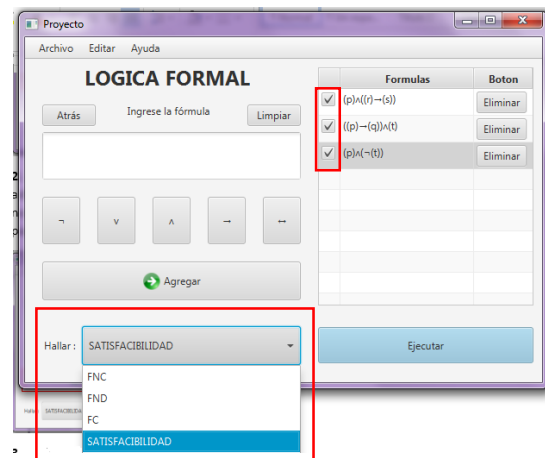 Proyecto
Archivo Editar Ayuda
LOGICA FORMAL
Atrás Ingrese la fórmula Limpiar
¬ ∨ ∧ → ↔
Agregar
Hallar : SATISFACIBILIDAD
FNC
FND
FC
SATISFACIBILIDAD
Formulas Boton
(p)∧((r)→(s)) Eliminar
((p)→(q))∧(t) Eliminar
(p)∧(¬(t)) Eliminar
Ejecutar